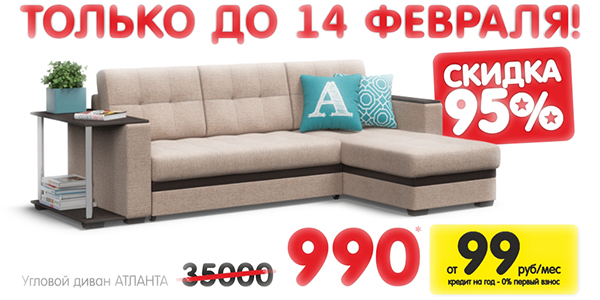 ТОЛЬКО ДО 14 ФЕВРАЛЯ!
СКИДКА
95%
A
Угловой диван АТЛАНТА 35000 990*
от 99 руб/мес
кредит на год - 0% первый взнос